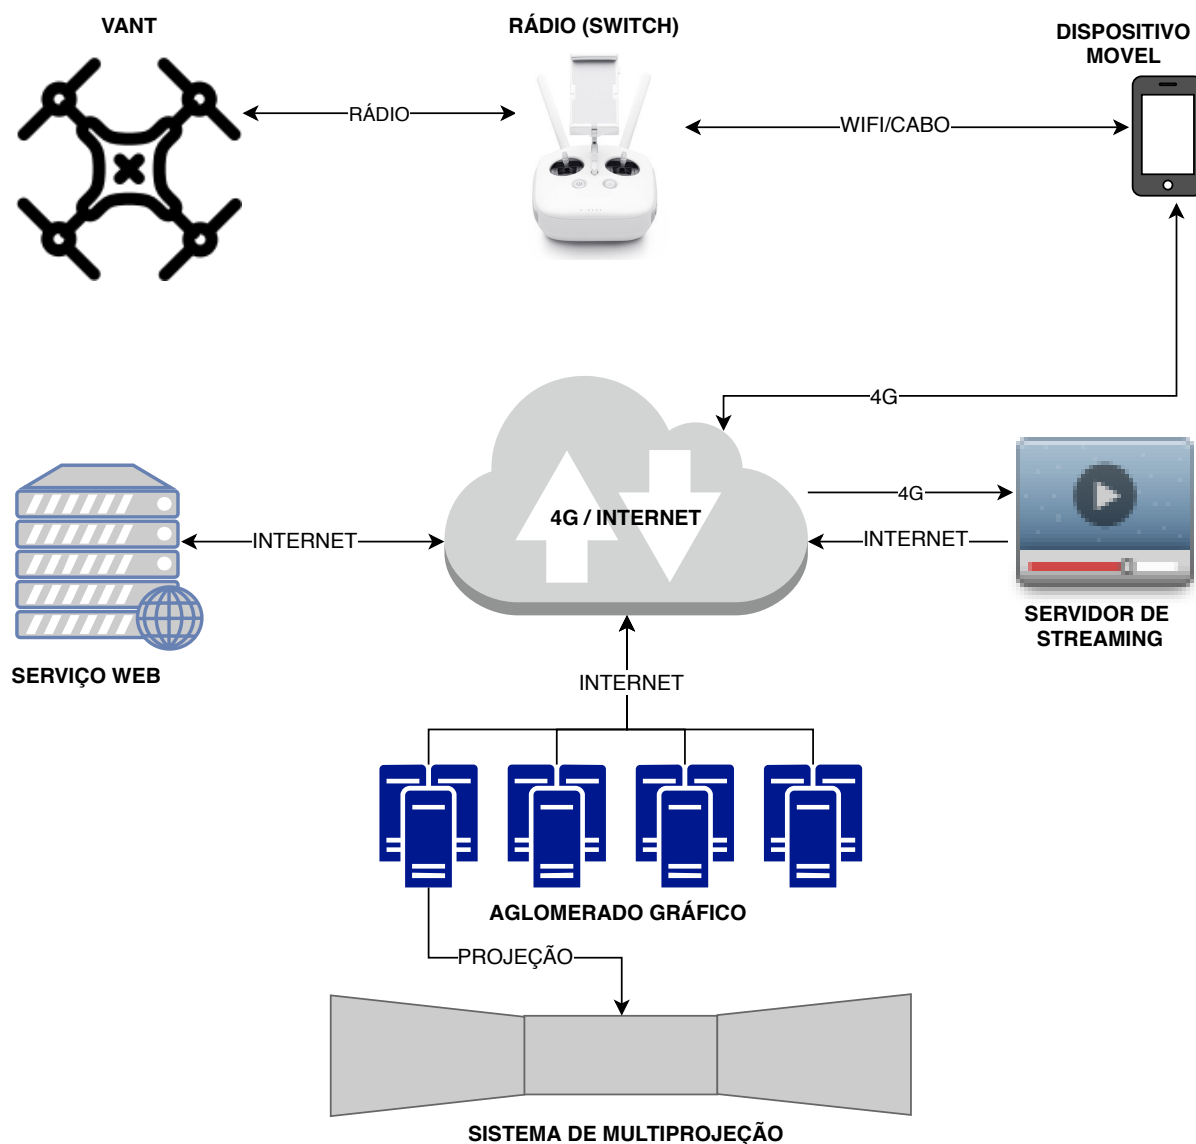 VANT
RÁDIO (SWITCH)
DISPOSITIVO
MOVEL
RÁDIO
WIFI/CABO
4G
4G / INTERNET
4G
INTERNET
INTERNET
SERVIÇO WEB
SERVIDOR DE
STREAMING
INTERNET
AGLOMERADO GRÁFICO
PROJEÇÃO
SISTEMA DE MULTIPROJEÇÃO